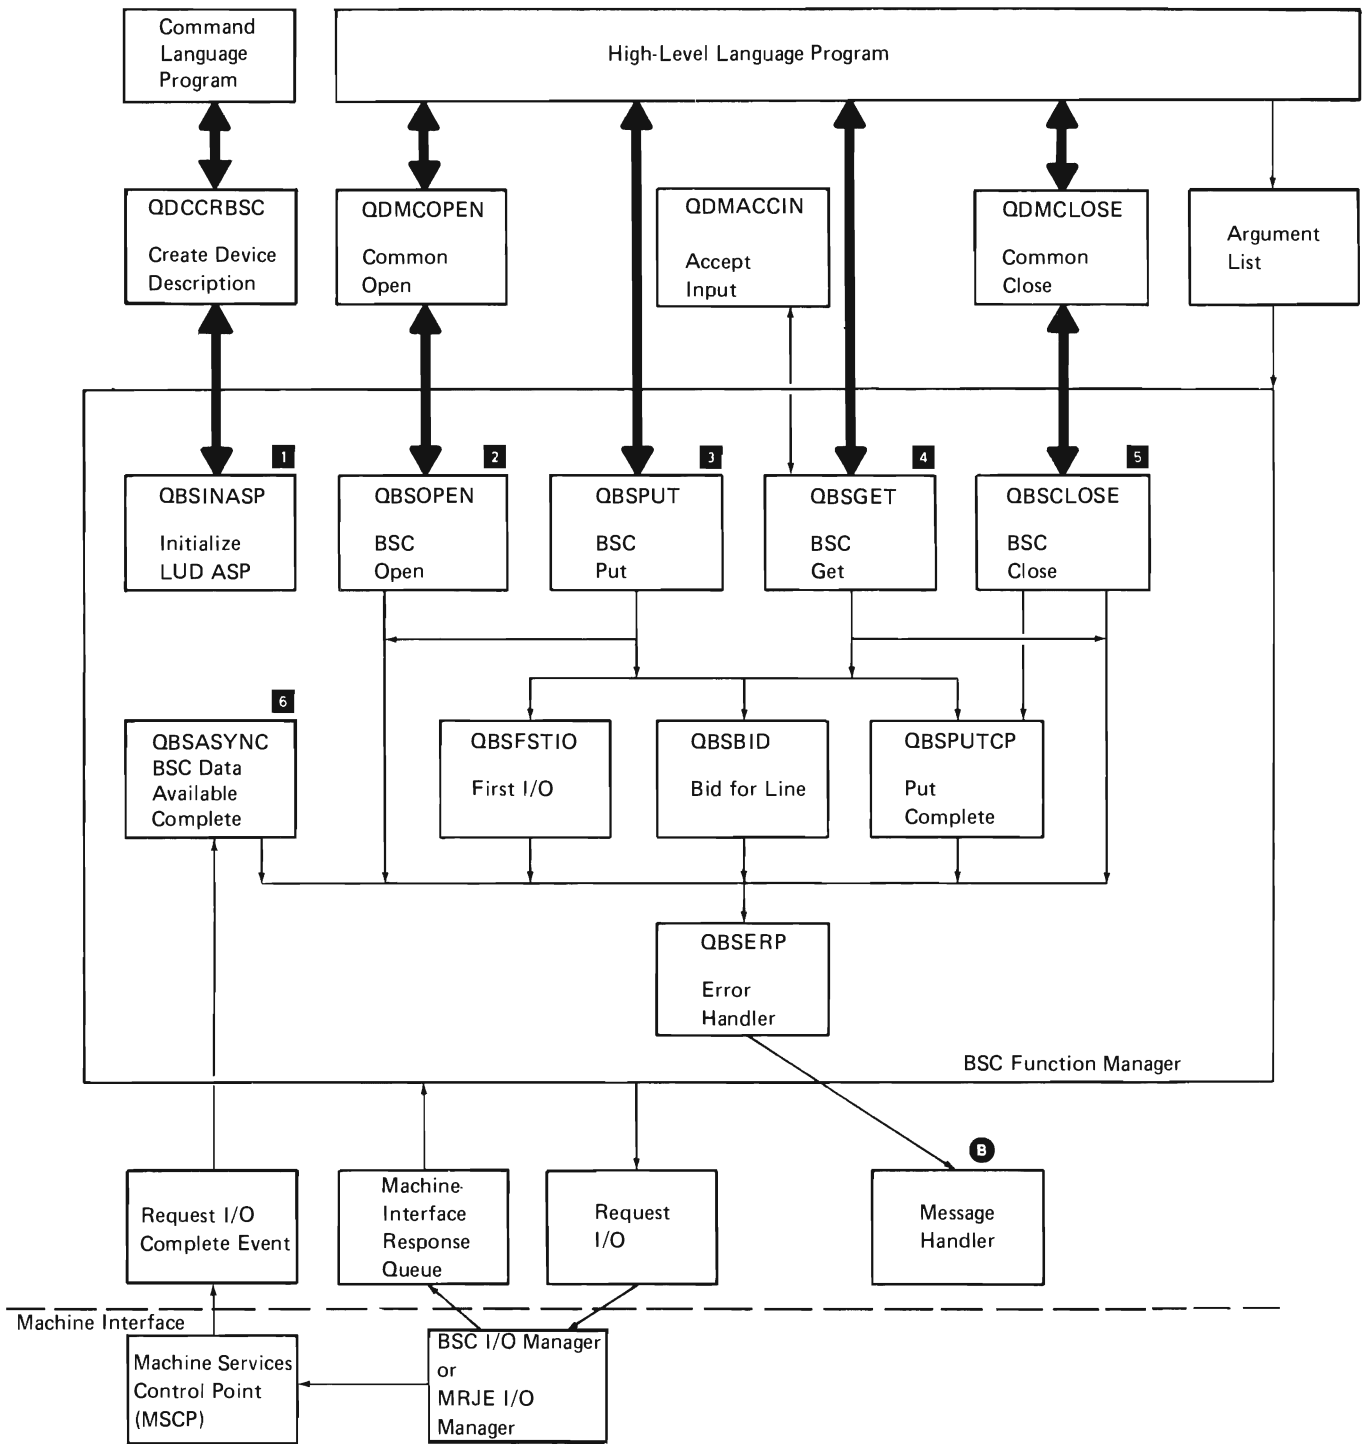 Command
Language
Program
High-Level Language Program
QDCCRBSC
Create Device
Description
QDMCOPEN
Common
Open
QDMACCIN
Accept
Input
QDMCLOSE
Common
Close
Argument
List
1
QBSINASP
Initialize
LUD ASP
2
QBSOPEN
BSC
Open
3
QBSPUT
BSC
Put
4
QBSGET
BSC
Get
5
QBSCLOSE
BSC
Close
6
QBSASYNC
BSC Data
Available
Complete
QBSFSTIO
First I/O
QBSBID
Bid for Line
QBSPUTCP
Put
Complete
QBSERP
Error
Handler
BSC Function Manager
Request I/O
Complete Event
Machine-
Interface
Response
Queue
Request
I/O
B
Message
Handler
Machine Interface
Machine Services
Control Point
(MSCP)
BSC I/O Manager
or
MRJE I/O
Manager